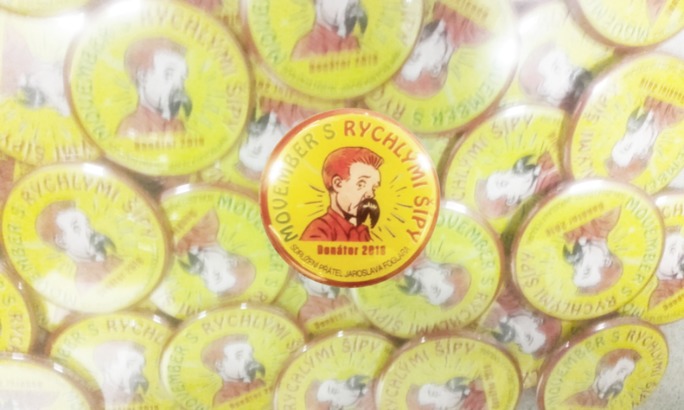 MOVEMBER S RYCHLÝMI ŠÍPY
Donátor 2018
SDRUŽENÍ PŘÁTEL JAROSLAVA FOGLARA